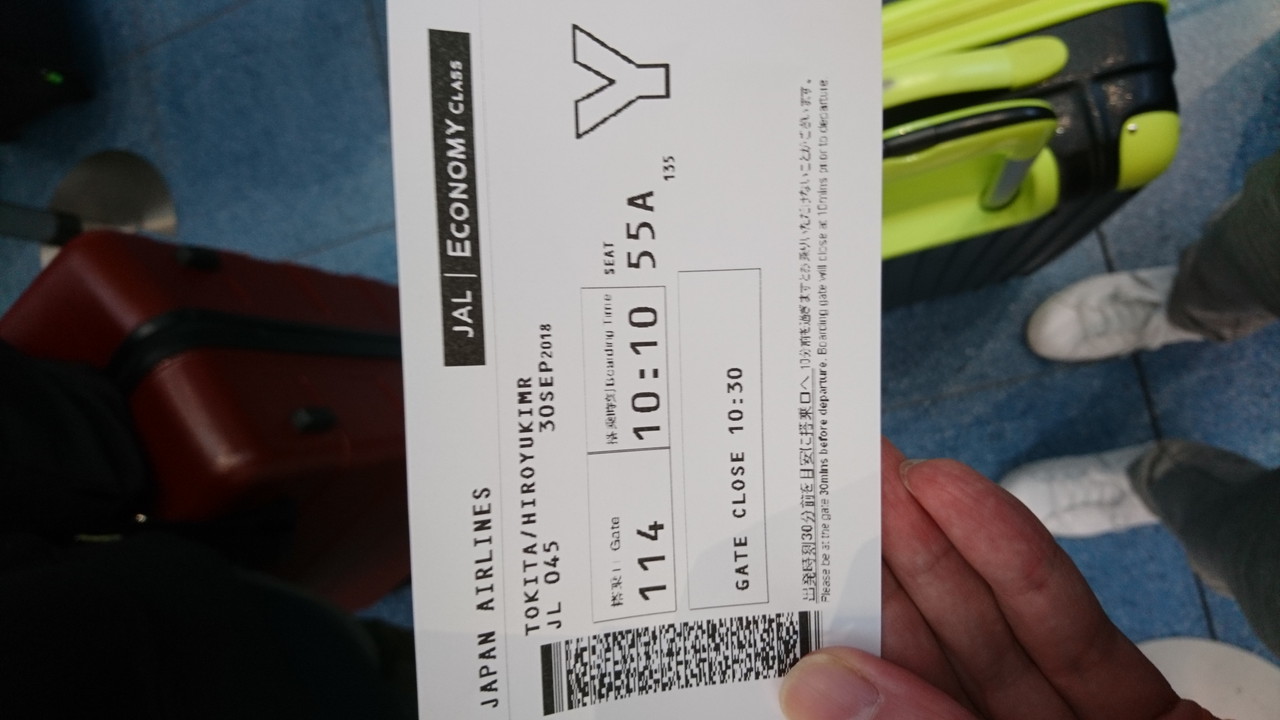 JAPAN AIRLINES
JAL | ECONOMY CLASS
TOKITA/HIROYUKIMR
JL 045 30SEP2018
搭乗口 Gate
搭乗時刻 Boarding Time
SEAT
114
10:10
55A
135
Y
GATE CLOSE 10:30
出発時刻30分前を目安に搭乗口へ 10分前を過ぎますとお乗りいただけないことがございます。
Please be at the gate 30mins before departure. Boarding gate will close at 10mins prior to departure.